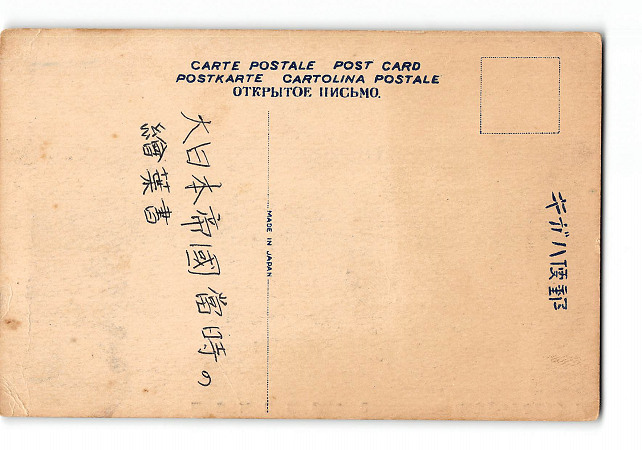 CARTE POSTALE POST CARD
POSTKARTE CARTOLINA POSTALE
ОТКРЫТОЕ ПИСЬМО.
郵便ハガキ
MADE IN JAPAN
大日本帝國當時の
繪葉書